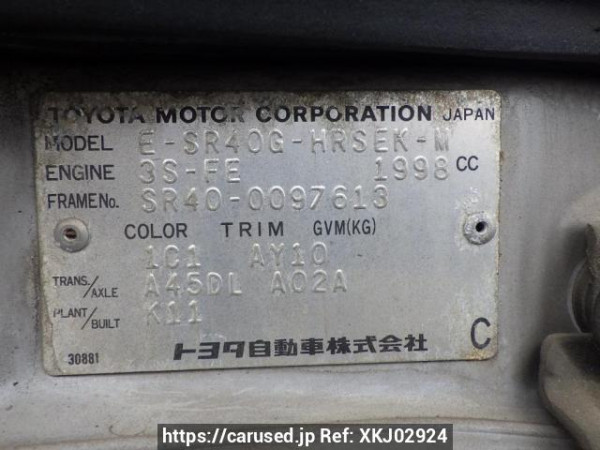 TOYOTA MOTOR CORPORATION JAPAN
MODEL E-SR40G-HRSEK-M
ENGINE 3S-FE 1998 CC
FRAME No. SR40-0097613
COLOR TRIM GVM(KG)
1C1 AY10
TRANS./AXLE A45DL A02A
PLANT/BUILT K11
30881 トヨタ自動車株式会社 C
https://carused.jp Ref: XKJ02924